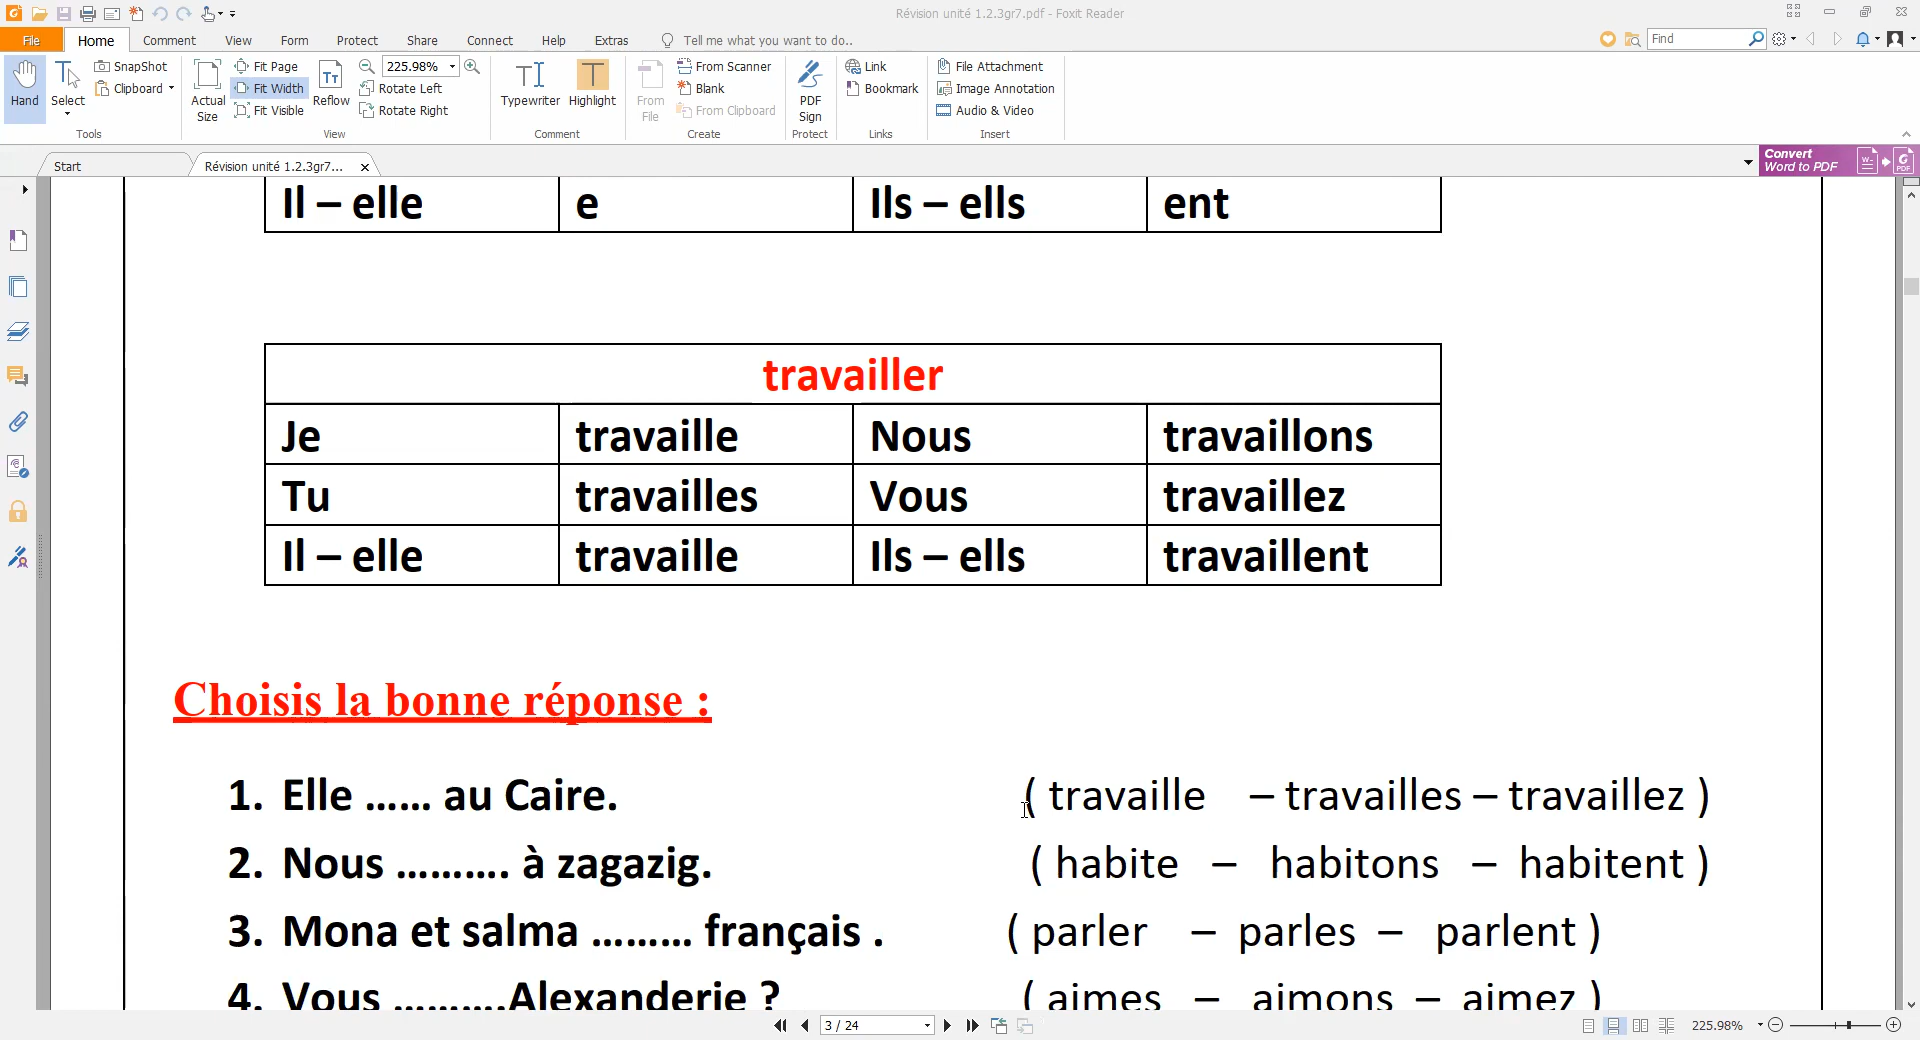 Révision unité 1.2.3gr7.pdf - Foxit Reader
File Home Comment View Form Protect Share Connect Help Extras Tell me what you want to do.. Find
Hand Select SnapShot Clipboard Actual Size Fit Page Fit Width Fit Visible Reflow 225.98% Rotate Left Rotate Right Typewriter Highlight From File From Scanner Blank From Clipboard PDF Sign Link Bookmark File Attachment Image Annotation Audio & Video
Tools View Comment Create Protect Links Insert
Start Révision unité 1.2.3gr7... Convert Word to PDF
Il – elle e Ils – ells ent
travailler
Je travaille Nous travaillons
Tu travailles Vous travaillez
Il – elle travaille Ils – ells travaillent
Choisis la bonne réponse :
1. Elle ...... au Caire. ( travaille – travailles – travaillez )
2. Nous .......... à zagazig. ( habite – habitons – habitent )
3. Mona et salma ......... français . ( parler – parles – parlent )
4. Vous ..........Alexanderie ? ( aimes – aimons – aimez )
3 / 24 225.98%